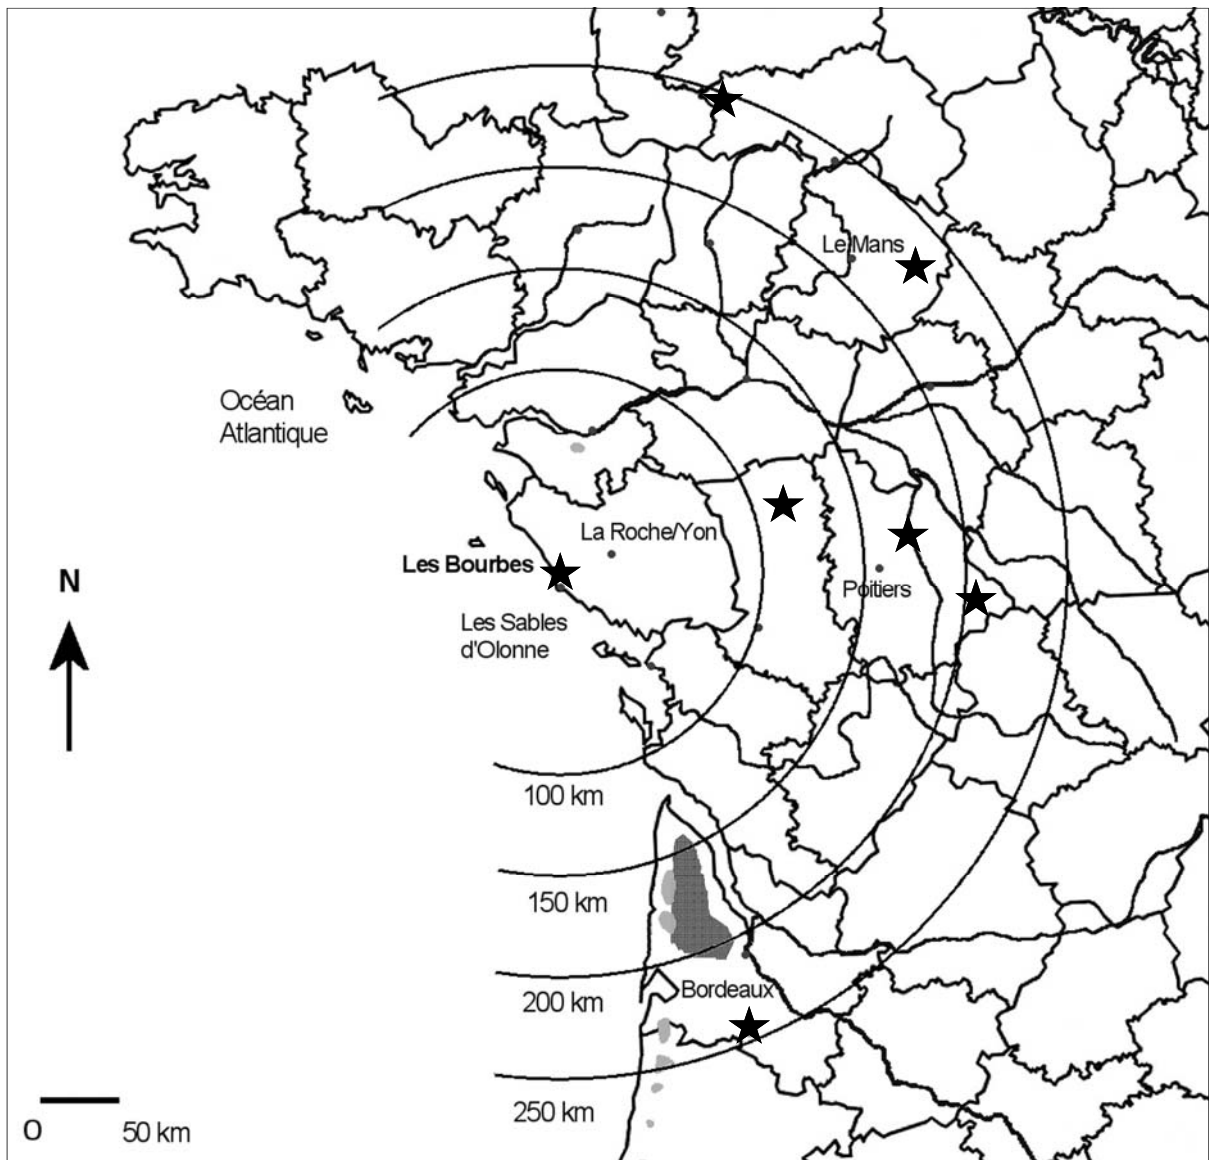 Le Mans
Océan
Atlantique
La Roche/Yon
Les Bourbes
N
Poitiers
Les Sables
d'Olonne
100 km
150 km
200 km
Bordeaux
250 km
0
50 km